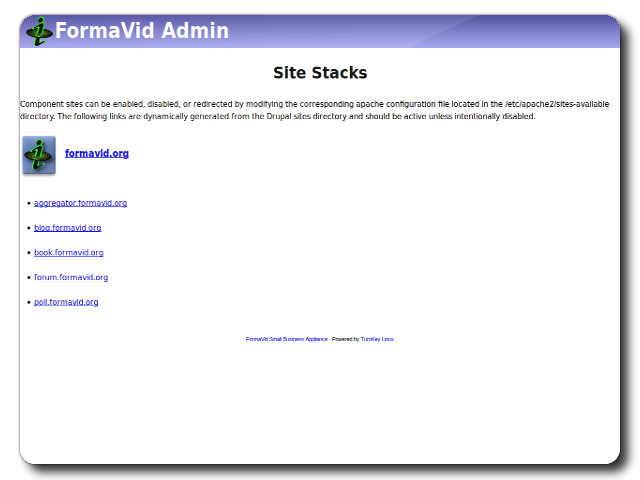 FormaVid Admin
Site Stacks
Component sites can be enabled, disabled, or redirected by modifying the corresponding apache configuration file located in the /etc/apache2/sites-available
directory. The following links are dynamically generated from the Drupal sites directory and should be active unless intentionally disabled.
formavid.org
• aggregator.formavid.org
• blog.formavid.org
• book.formavid.org
• forum.formavid.org
• poll.formavid.org
FormaVid Small Business Appliance - Powered by TurnKey Linux